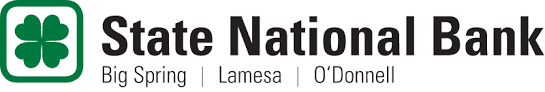 State National Bank
Big Spring | Lamesa | O'Donnell